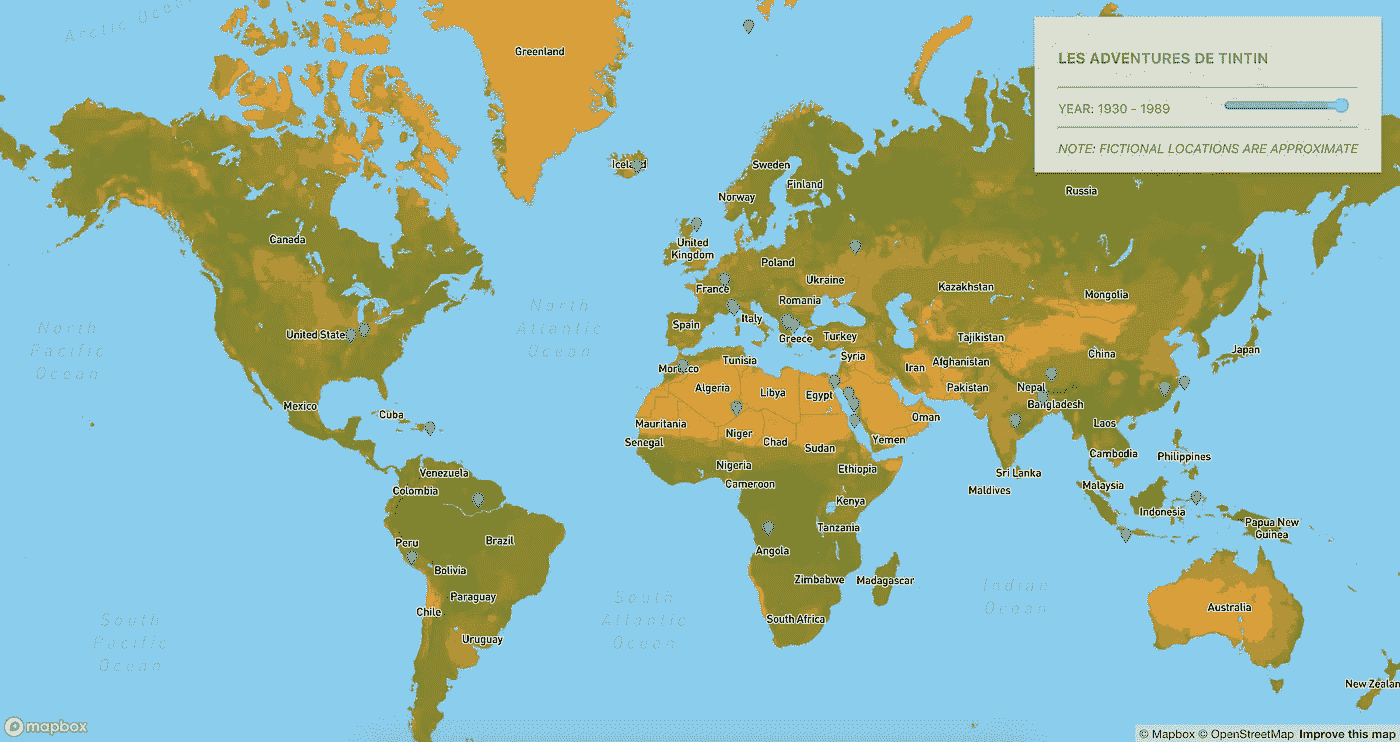 Arctic Ocean
Greenland
LES ADVENTURES DE TINTIN
YEAR: 1930 - 1989
NOTE: FICTIONAL LOCATIONS ARE APPROXIMATE
Iceland
Sweden
Finland
Norway
Russia
Canada
United
Kingdom
Poland
Ukraine
France
Kazakhstan
Mongolia
Romania
North
Atlantic
Ocean
Italy
Spain
North
Pacific
Ocean
United States
Greece
Turkey
Tajikistan
Japan
Syria
China
Tunisia
Afghanistan
Iran
Morocco
Algeria
Libya
Egypt
Pakistan
Nepal
Mexico
Cuba
Bangladesh
Oman
Mauritania
Niger
Chad
Sudan
Yemen
Laos
Senegal
Cambodia
Philippines
Venezuela
Nigeria
Ethiopia
Sri Lanka
Cameroon
Colombia
Maldives
Malaysia
Kenya
Indonesia
Papua New
Guinea
Tanzania
Peru
Brazil
Angola
Bolivia
Zimbabwe
Madagascar
Indian
Ocean
Paraguay
Chile
South
Atlantic
Ocean
South
Pacific
Ocean
Australia
South Africa
Uruguay
New Zealan
mapbox
© Mapbox © OpenStreetMap Improve this map